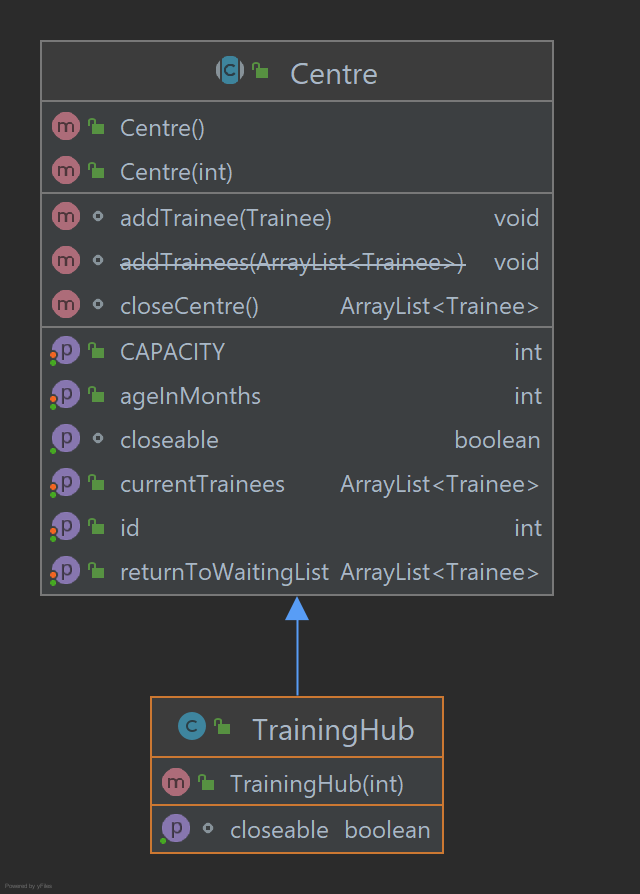 C Centre
m Centre()
m Centre(int)
m addTrainee(Trainee) void
m addTrainees(ArrayList<Trainee>) void
m closeCentre() ArrayList<Trainee>
p CAPACITY int
p ageInMonths int
p closeable boolean
p currentTrainees ArrayList<Trainee>
p id int
p returnToWaitingList ArrayList<Trainee>
C TrainingHub
m TrainingHub(int)
p closeable boolean
Powered by yFiles